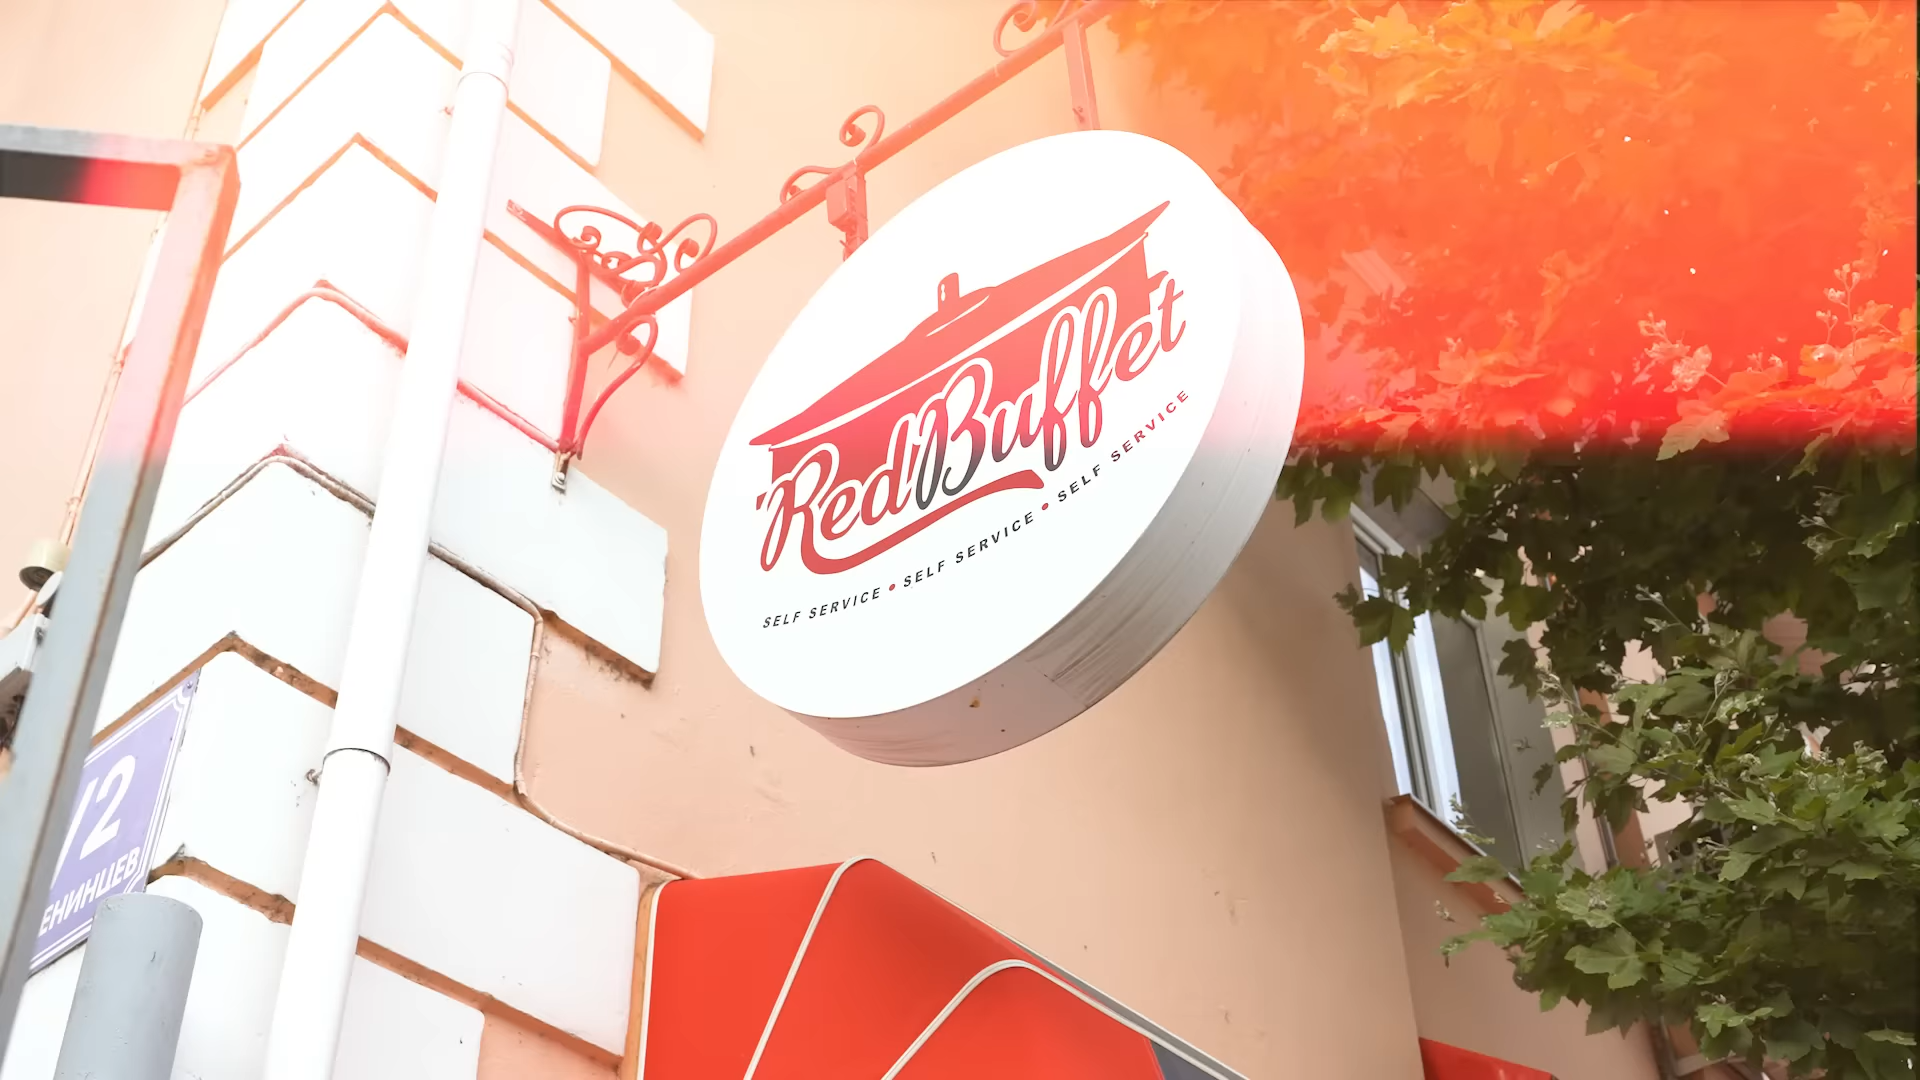 RedBuffet
SELF SERVICE • SELF SERVICE • SELF SERVICE
/2
ЕНИНЦЕВ